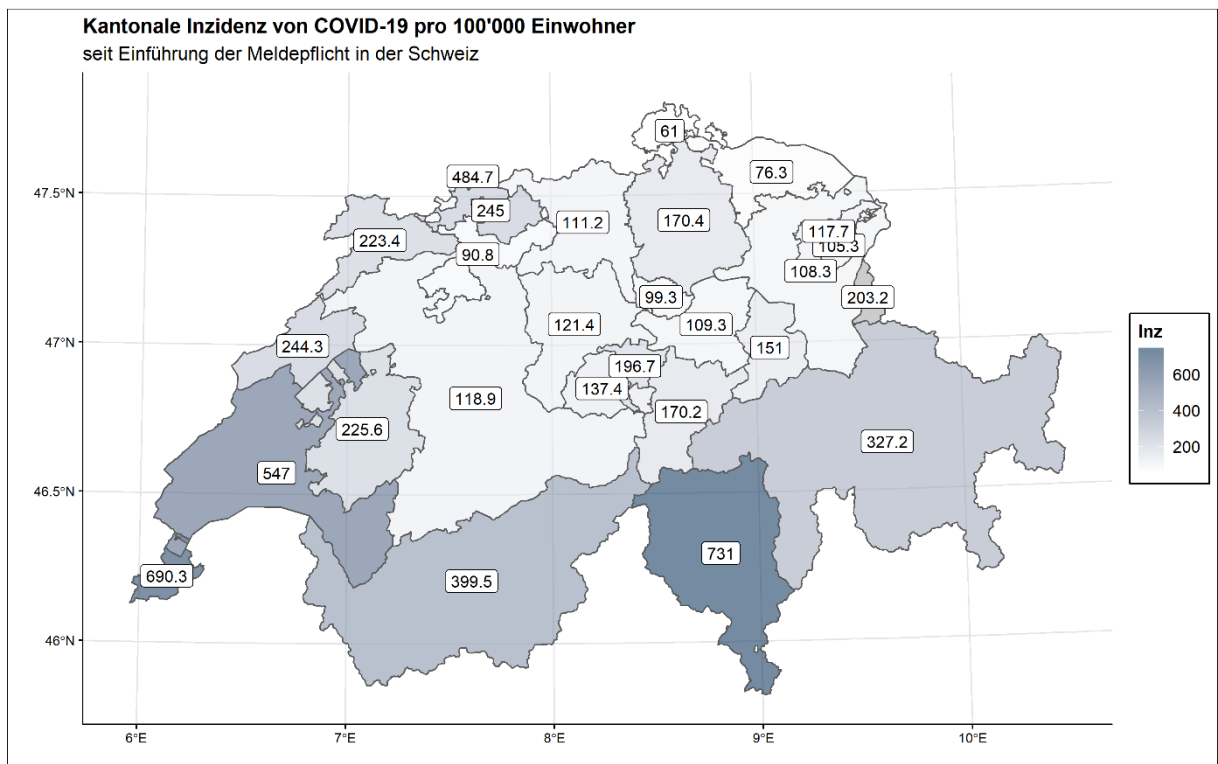 Kantonale Inzidenz von COVID-19 pro 100'000 Einwohner
seit Einführung der Meldepflicht in der Schweiz
61
76.3
484.7
47.5°N
245
111.2
170.4
117.7
105.3
223.4
90.8
108.3
99.3
203.2
121.4
109.3
Inz
47°N
244.3
151
196.7
600
137.4
118.9
400
170.2
225.6
327.2
200
547
46.5°N
731
690.3
399.5
46°N
6°E
7°E
8°E
9°E
10°E